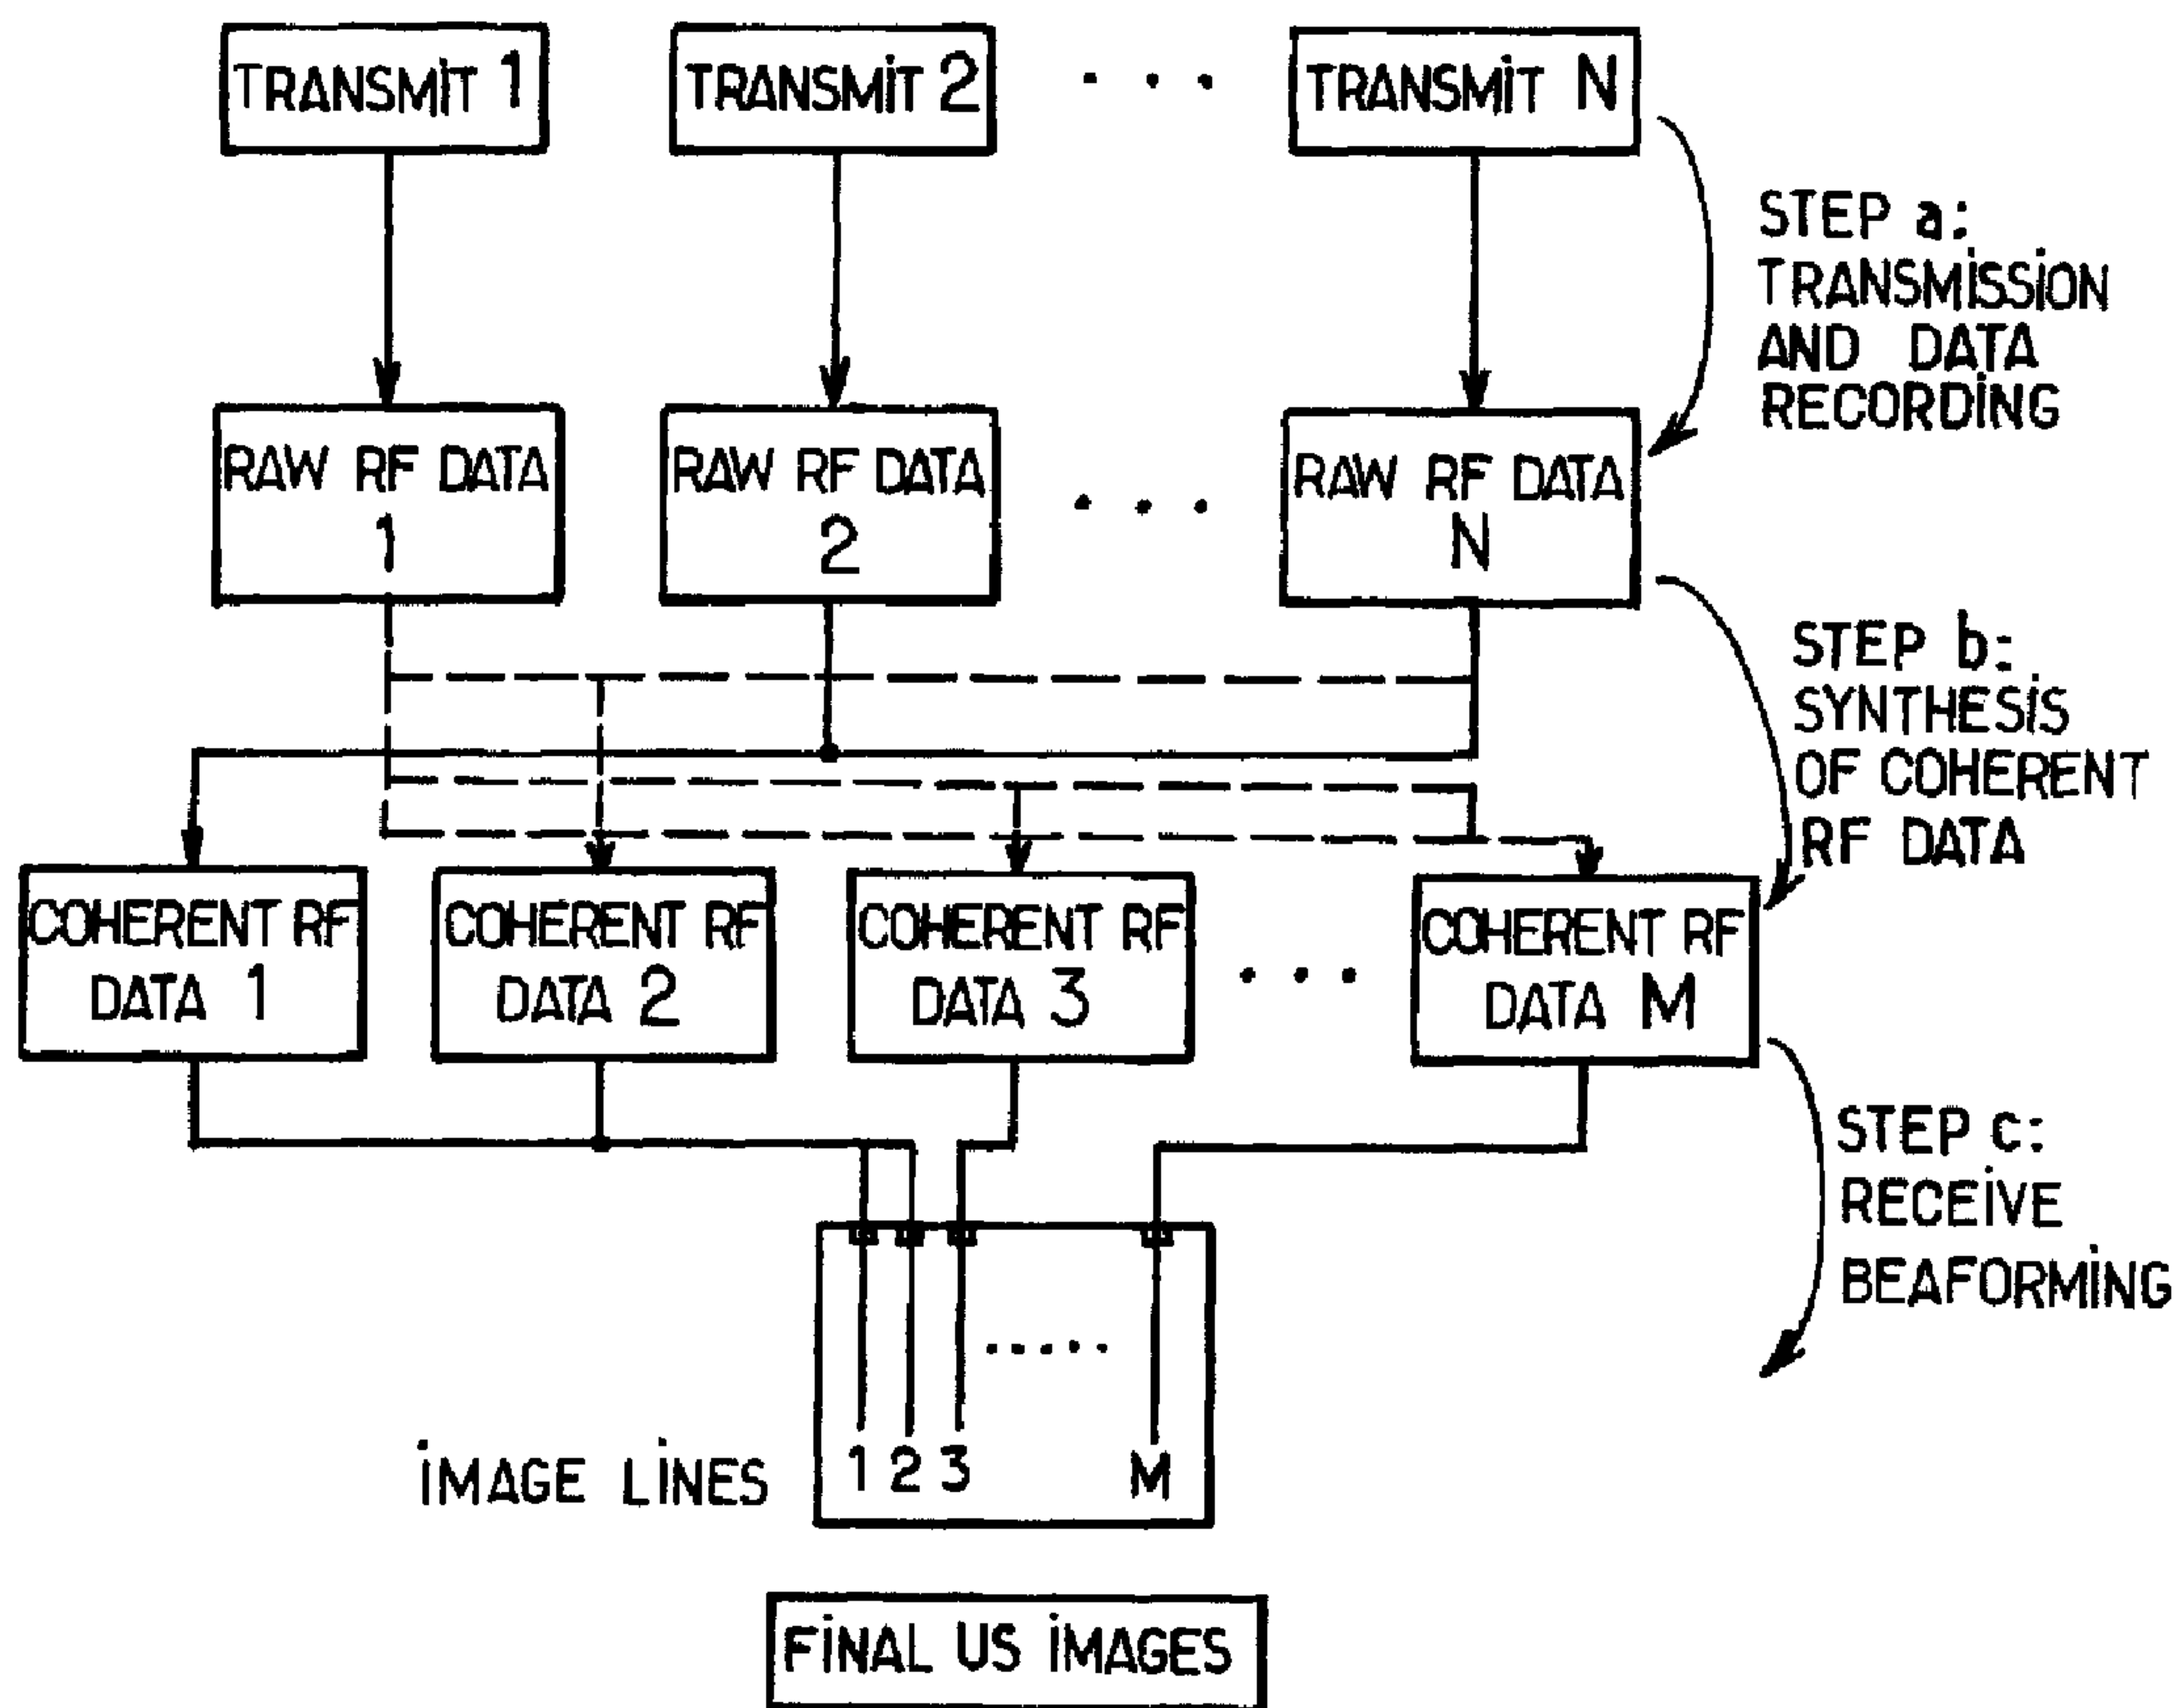 TRANSMIT 1
TRANSMIT 2
. . .
TRANSMIT N
STEP a:
TRANSMISSION
AND DATA
RECORDING
RAW RF DATA
1
RAW RF DATA
2
. . .
RAW RF DATA
N
STEP b:
SYNTHESIS
OF COHERENT
RF DATA
COHERENT RF
DATA 1
COHERENT RF
DATA 2
COHERENT RF
DATA 3
. . .
COHERENT RF
DATA M
STEP c:
RECEIVE
BEAFORMING
.....
1 2 3 M
IMAGE LINES
FINAL US IMAGES